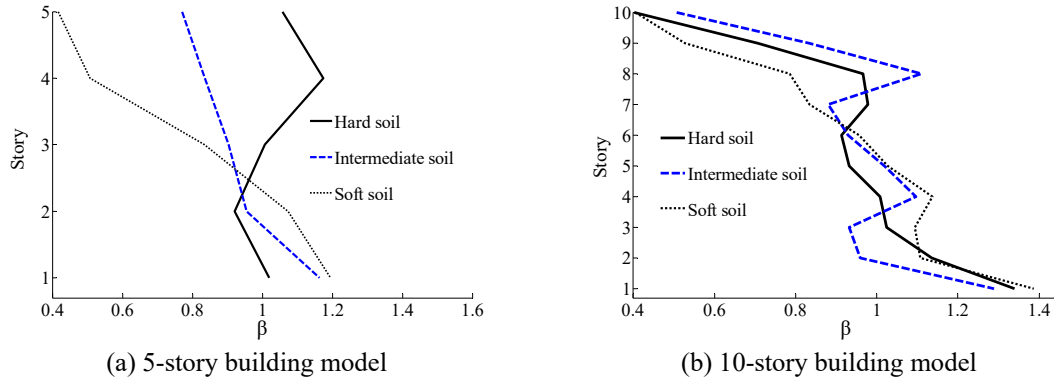 5
4
3
2
1
Story
0.4 0.6 0.8 1 1.2 1.4 1.6
β
Hard soil
Intermediate soil
Soft soil
(a) 5-story building model
10
9
8
7
6
5
4
3
2
1
Story
0.4 0.6 0.8 1 1.2 1.4
β
Hard soil
Intermediate soil
Soft soil
(b) 10-story building model